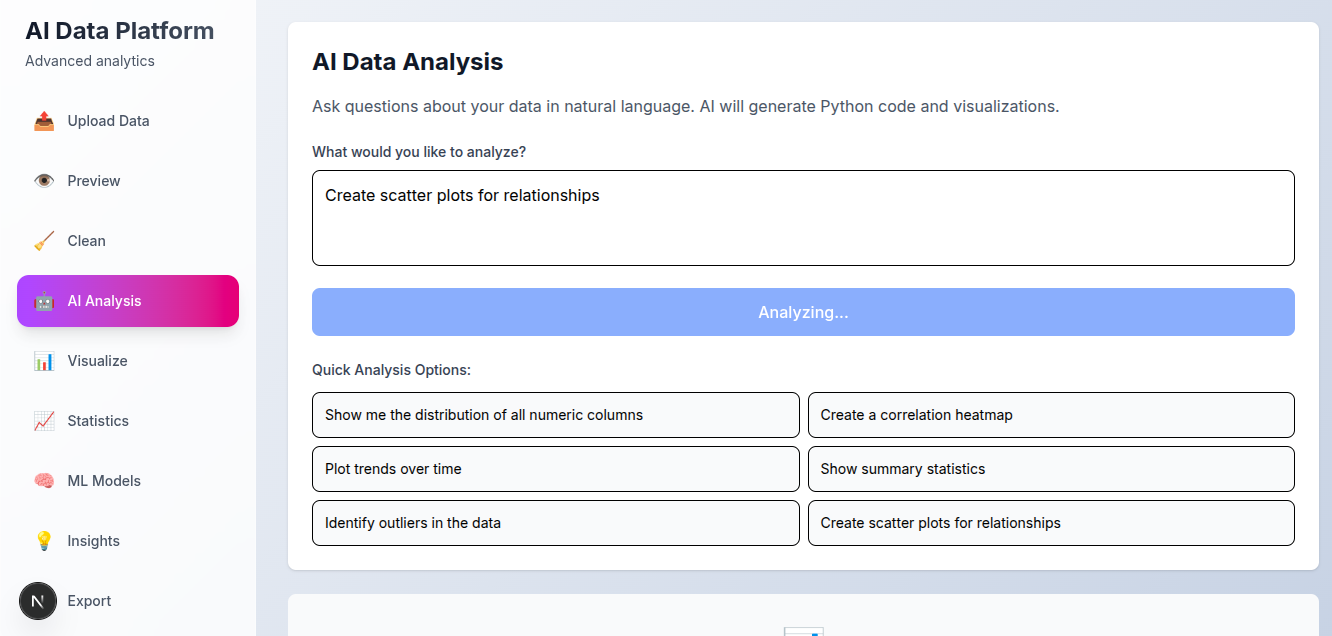 AI Data Platform
Advanced analytics
Upload Data
Preview
Clean
AI Analysis
Visualize
Statistics
ML Models
Insights
N
Export
AI Data Analysis
Ask questions about your data in natural language. AI will generate Python code and visualizations.
What would you like to analyze?
Create scatter plots for relationships
Analyzing...
Quick Analysis Options:
Show me the distribution of all numeric columns
Create a correlation heatmap
Plot trends over time
Show summary statistics
Identify outliers in the data
Create scatter plots for relationships